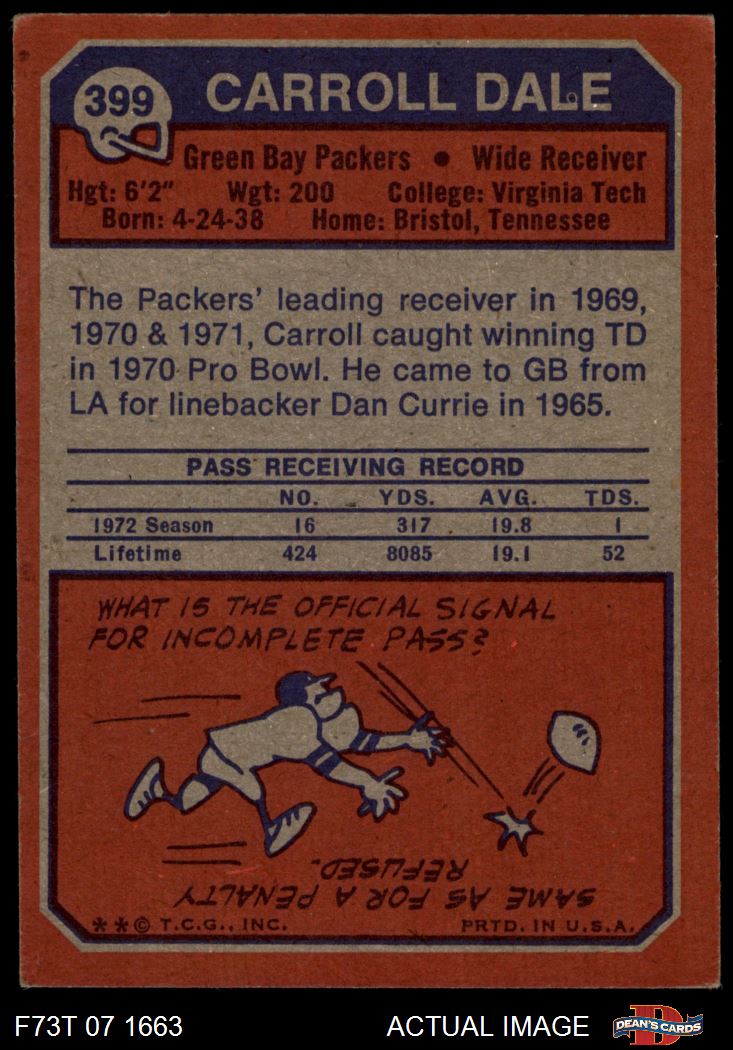 399
CARROLL DALE
Green Bay Packers • Wide Receiver
Hgt: 6'2" Wgt: 200 College: Virginia Tech
Born: 4-24-38 Home: Bristol, Tennessee
The Packers' leading receiver in 1969,
1970 & 1971, Carroll caught winning TD
in 1970 Pro Bowl. He came to GB from
LA for linebacker Dan Currie in 1965.
PASS RECEIVING RECORD
NO. YDS. AVG. TDS.
1972 Season 16 317 19.8 1
Lifetime 424 8085 19.1 52
WHAT IS THE OFFICIAL SIGNAL
FOR INCOMPLETE PASS?
SAME AS FOR A PENALTY
REFUSED.
**© T.C.G., INC. PRTD. IN U.S.A.
F73T 07 1663 ACTUAL IMAGE
D
DEAN'S CARDS